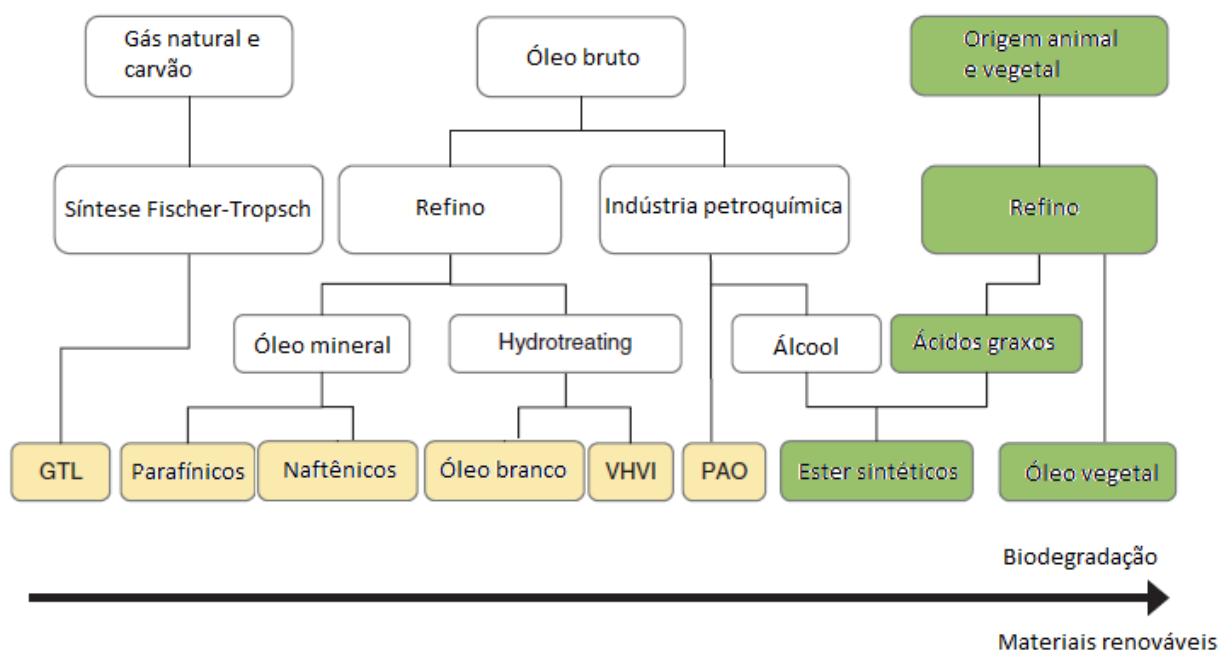 Gás natural e
carvão
Óleo bruto
Origem animal
e vegetal
Síntese Fischer-Tropsch
Refino
Indústria petroquímica
Refino
Óleo mineral
Hydrotreating
Álcool
Ácidos graxos
GTL
Parafínicos
Naftênicos
Óleo branco
VHVI
PAO
Ester sintéticos
Óleo vegetal
Biodegradação
Materiais renováveis